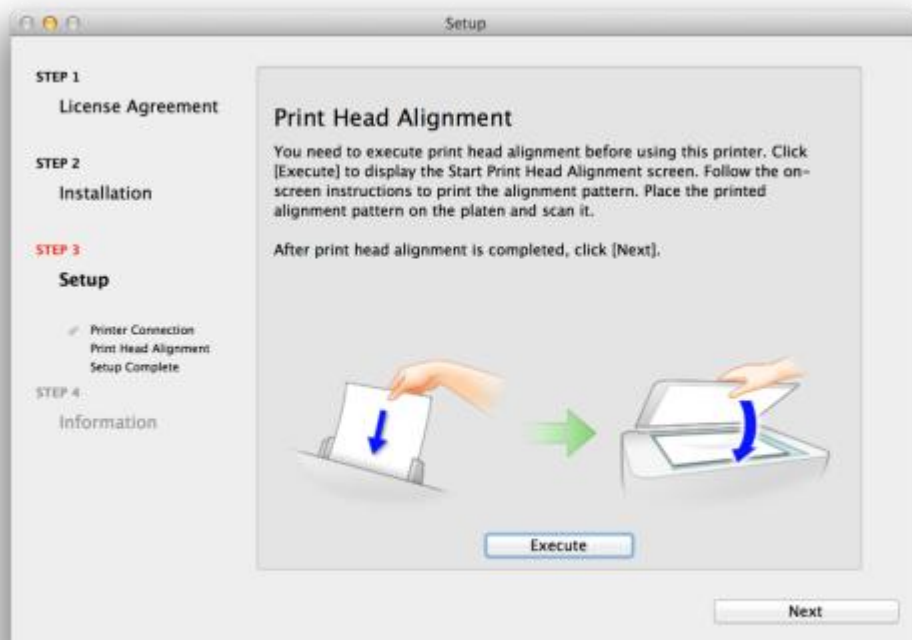 Setup
STEP 1
License Agreement
STEP 2
Installation
STEP 3
Setup
Printer Connection
Print Head Alignment
Setup Complete
STEP 4
Information
Print Head Alignment
You need to execute print head alignment before using this printer. Click
[Execute] to display the Start Print Head Alignment screen. Follow the on-
screen instructions to print the alignment pattern. Place the printed
alignment pattern on the platen and scan it.
After print head alignment is completed, click [Next].
Execute
Next